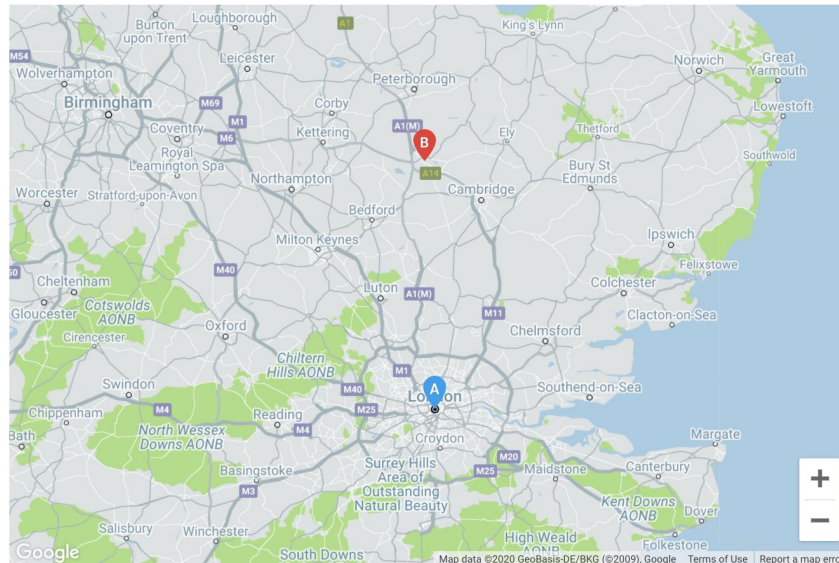 Burton
upon Trent
Loughborough
A1
King's Lynn
M54
Leicester
Norwich
Great
Yarmouth
Wolverhampton
Peterborough
M69
Birmingham
Corby
Lowestoft
M1
A1(M)
Coventry
M6
Kettering
B
Ely
Thetford
Royal
Leamington Spa
Southwold
A14
Bury St
Edmunds
Northampton
Cambridge
Worcester
Stratford-upon-Avon
Bedford
Milton Keynes
Ipswich
M40
Felixstowe
Cheltenham
Luton
A1(M)
Colchester
Gloucester
Cotswolds
AONB
M11
Clacton-on-Sea
Cirencester
Oxford
Chelmsford
Chiltern
Hills AONB
M1
Swindon
M40
A
London
Southend-on-Sea
Chippenham
M4
M25
Reading
North Wessex
Downs AONB
M4
Margate
Bath
Croydon
M20
Basingstoke
Surrey Hills
Area of
Outstanding
Natural Beauty
M25
Maidstone
Canterbury
+
M3
Kent Downs
AONB
Dover
−
Salisbury
Winchester
High Weald
AONB
Folkestone
Google
South Downs
Map data ©2020 GeoBasis-DE/BKG (©2009), Google Terms of Use Report a map erro